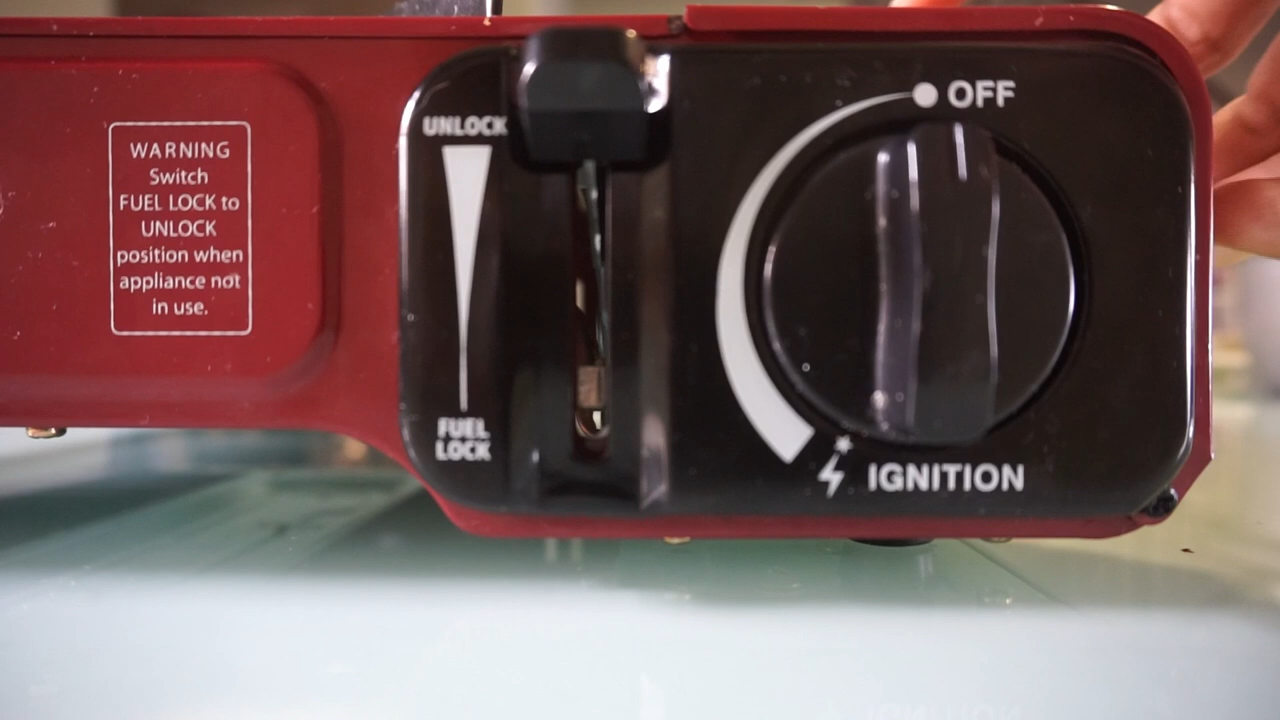 WARNING
Switch
FUEL LOCK to
UNLOCK
position when
appliance not
in use.
UNLOCK
FUEL
LOCK
OFF
IGNITION